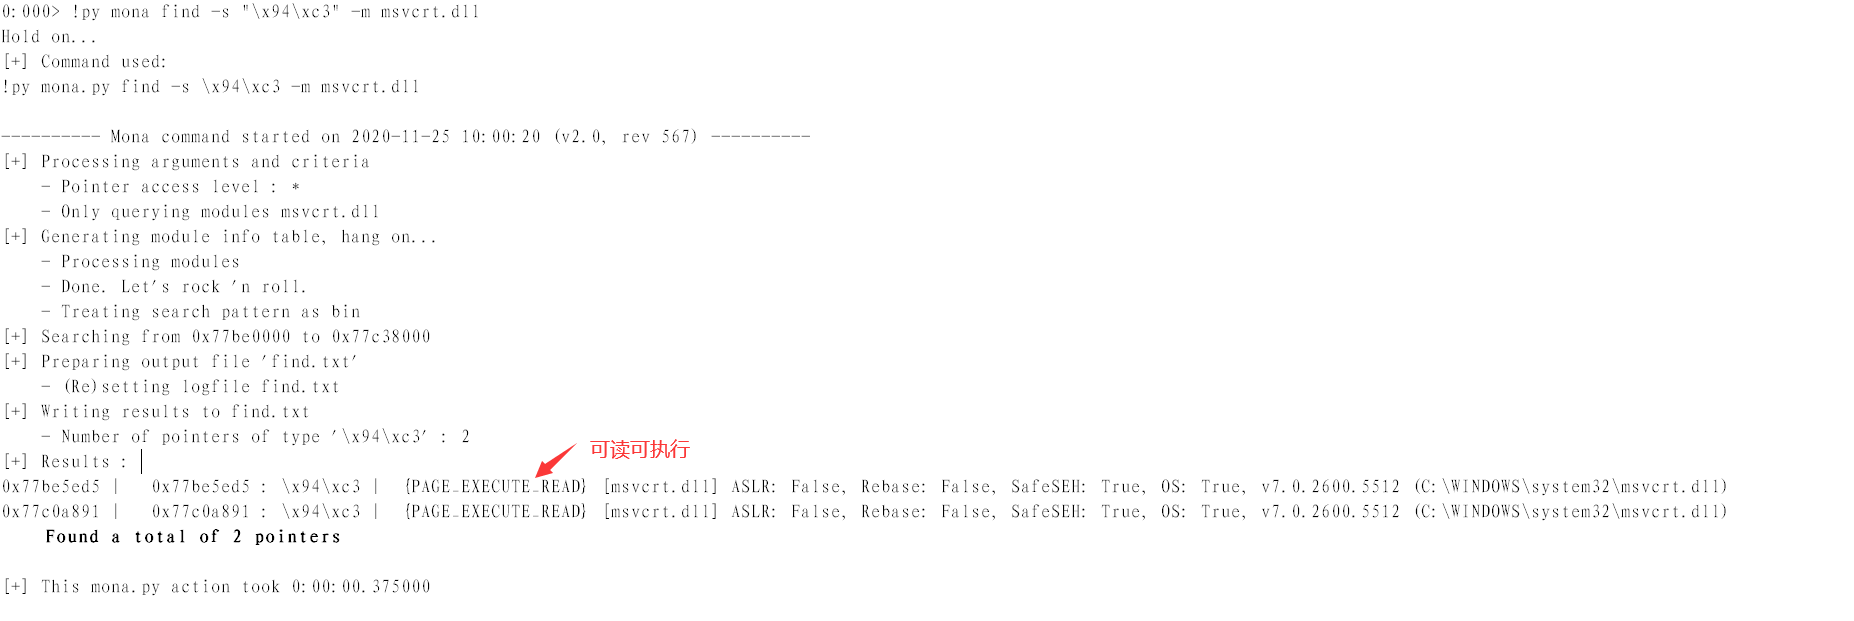 0:000> !py mona find -s "\x94\xc3" -m msvcrt.dll
Hold on...
[+] Command used:
!py mona.py find -s \x94\xc3 -m msvcrt.dll
---------- Mona command started on 2020-11-25 10:00:20 (v2.0, rev 567) ----------
[+] Processing arguments and criteria
- Pointer access level : *
- Only querying modules msvcrt.dll
[+] Generating module info table, hang on...
- Processing modules
- Done. Let's rock 'n roll.
- Treating search pattern as bin
[+] Searching from 0x77be0000 to 0x77c38000
[+] Preparing output file 'find.txt'
- (Re)setting logfile find.txt
[+] Writing results to find.txt
- Number of pointers of type '\x94\xc3' : 2
可读可执行
[+] Results :
0x77be5ed5 | 0x77be5ed5 : \x94\xc3 | {PAGE_EXECUTE_READ} [msvcrt.dll] ASLR: False, Rebase: False, SafeSEH: True, OS: True, v7.0.2600.5512 (C:\WINDOWS\system32\msvcrt.dll)
0x77c0a891 | 0x77c0a891 : \x94\xc3 | {PAGE_EXECUTE_READ} [msvcrt.dll] ASLR: False, Rebase: False, SafeSEH: True, OS: True, v7.0.2600.5512 (C:\WINDOWS\system32\msvcrt.dll)
Found a total of 2 pointers
[+] This mona.py action took 0:00:00.375000